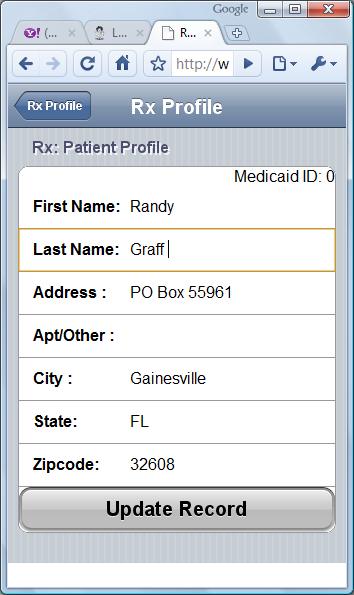 Google
Y! (... L... R...
http://w
Rx Profile Rx Profile
Rx: Patient Profile
Medicaid ID: 0
First Name: Randy
Last Name: Graff
Address : PO Box 55961
Apt/Other :
City : Gainesville
State: FL
Zipcode: 32608
Update Record